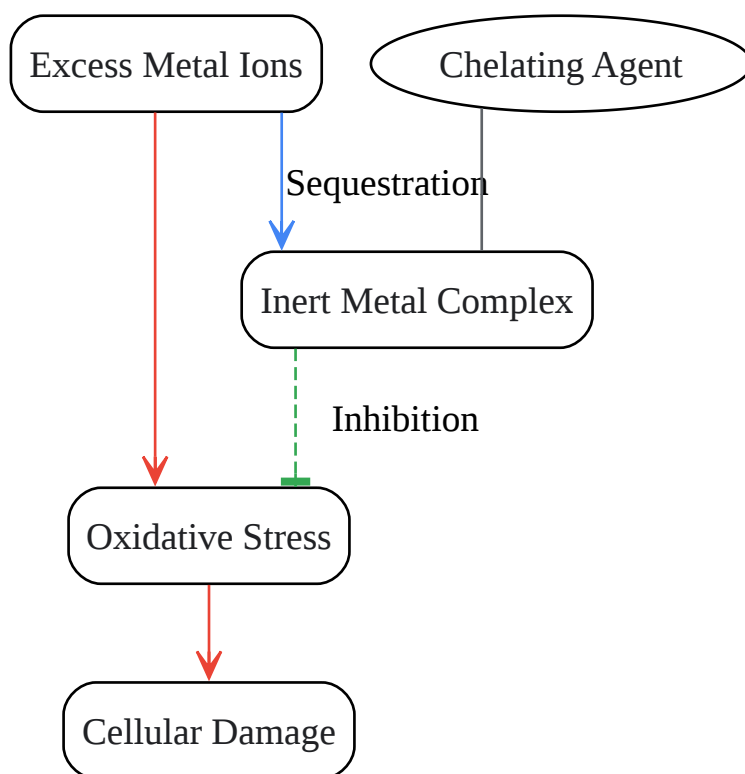 Excess Metal Ions
Chelating Agent
Sequestration
Inert Metal Complex
Inhibition
Oxidative Stress
Cellular Damage